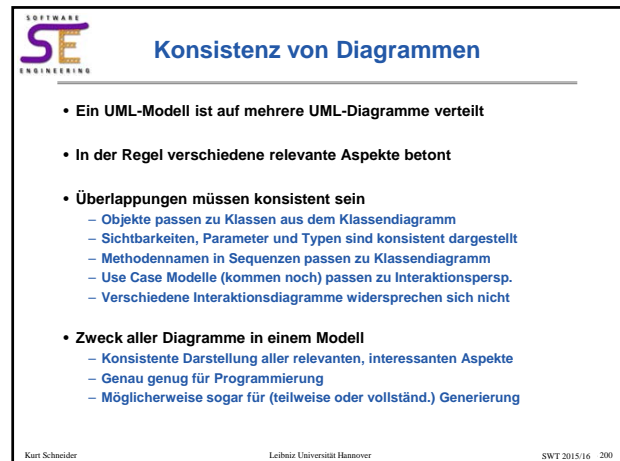 SOFTWARE
SE
ENGINEERING
Konsistenz von Diagrammen
• Ein UML-Modell ist auf mehrere UML-Diagramme verteilt
• In der Regel verschiedene relevante Aspekte betont
• Überlappungen müssen konsistent sein
– Objekte passen zu Klassen aus dem Klassendiagramm
– Sichtbarkeiten, Parameter und Typen sind konsistent dargestellt
– Methodennamen in Sequenzen passen zu Klassendiagramm
– Use Case Modelle (kommen noch) passen zu Interaktionspersp.
– Verschiedene Interaktionsdiagramme widersprechen sich nicht
• Zweck aller Diagramme in einem Modell
– Konsistente Darstellung aller relevanten, interessanten Aspekte
– Genau genug für Programmierung
– Möglicherweise sogar für (teilweise oder vollständ.) Generierung
Kurt Schneider Leibniz Universität Hannover SWT 2015/16 200